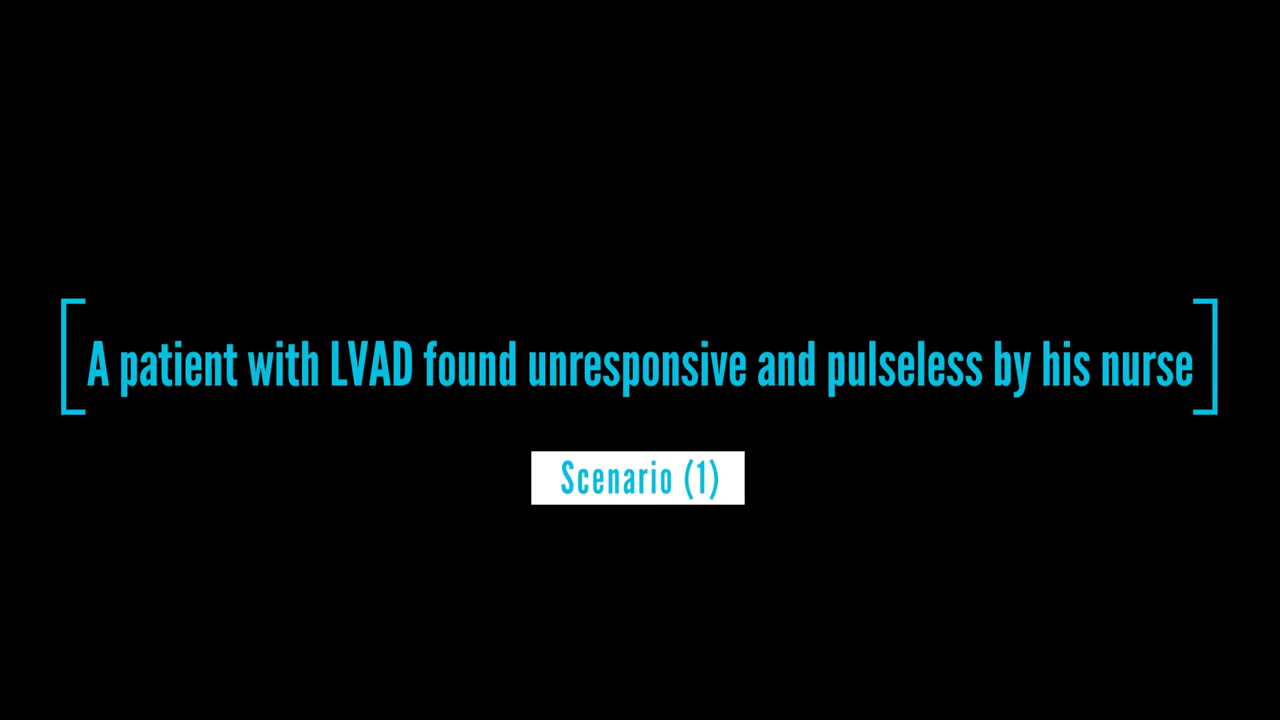 A patient with LVAD found unresponsive and pulseless by his nurse
Scenario (1)